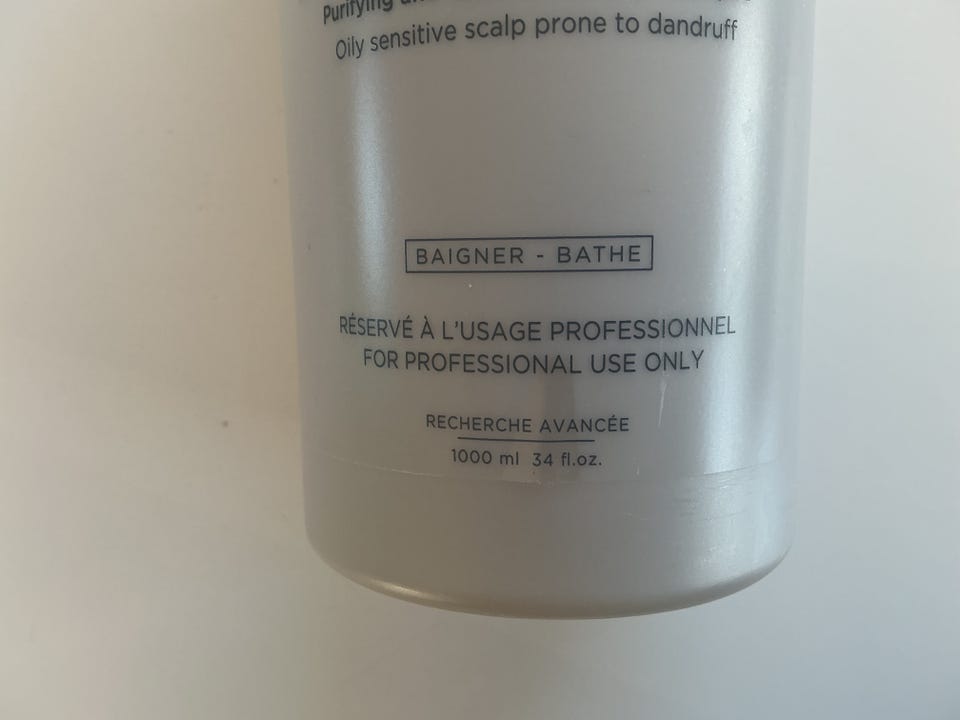 Purifying
Oily sensitive scalp prone to dandruff
BAIGNER - BATHE
RÉSERVÉ À L'USAGE PROFESSIONNEL
FOR PROFESSIONAL USE ONLY
RECHERCHE AVANCÉE
1000 ml 34 fl.oz.